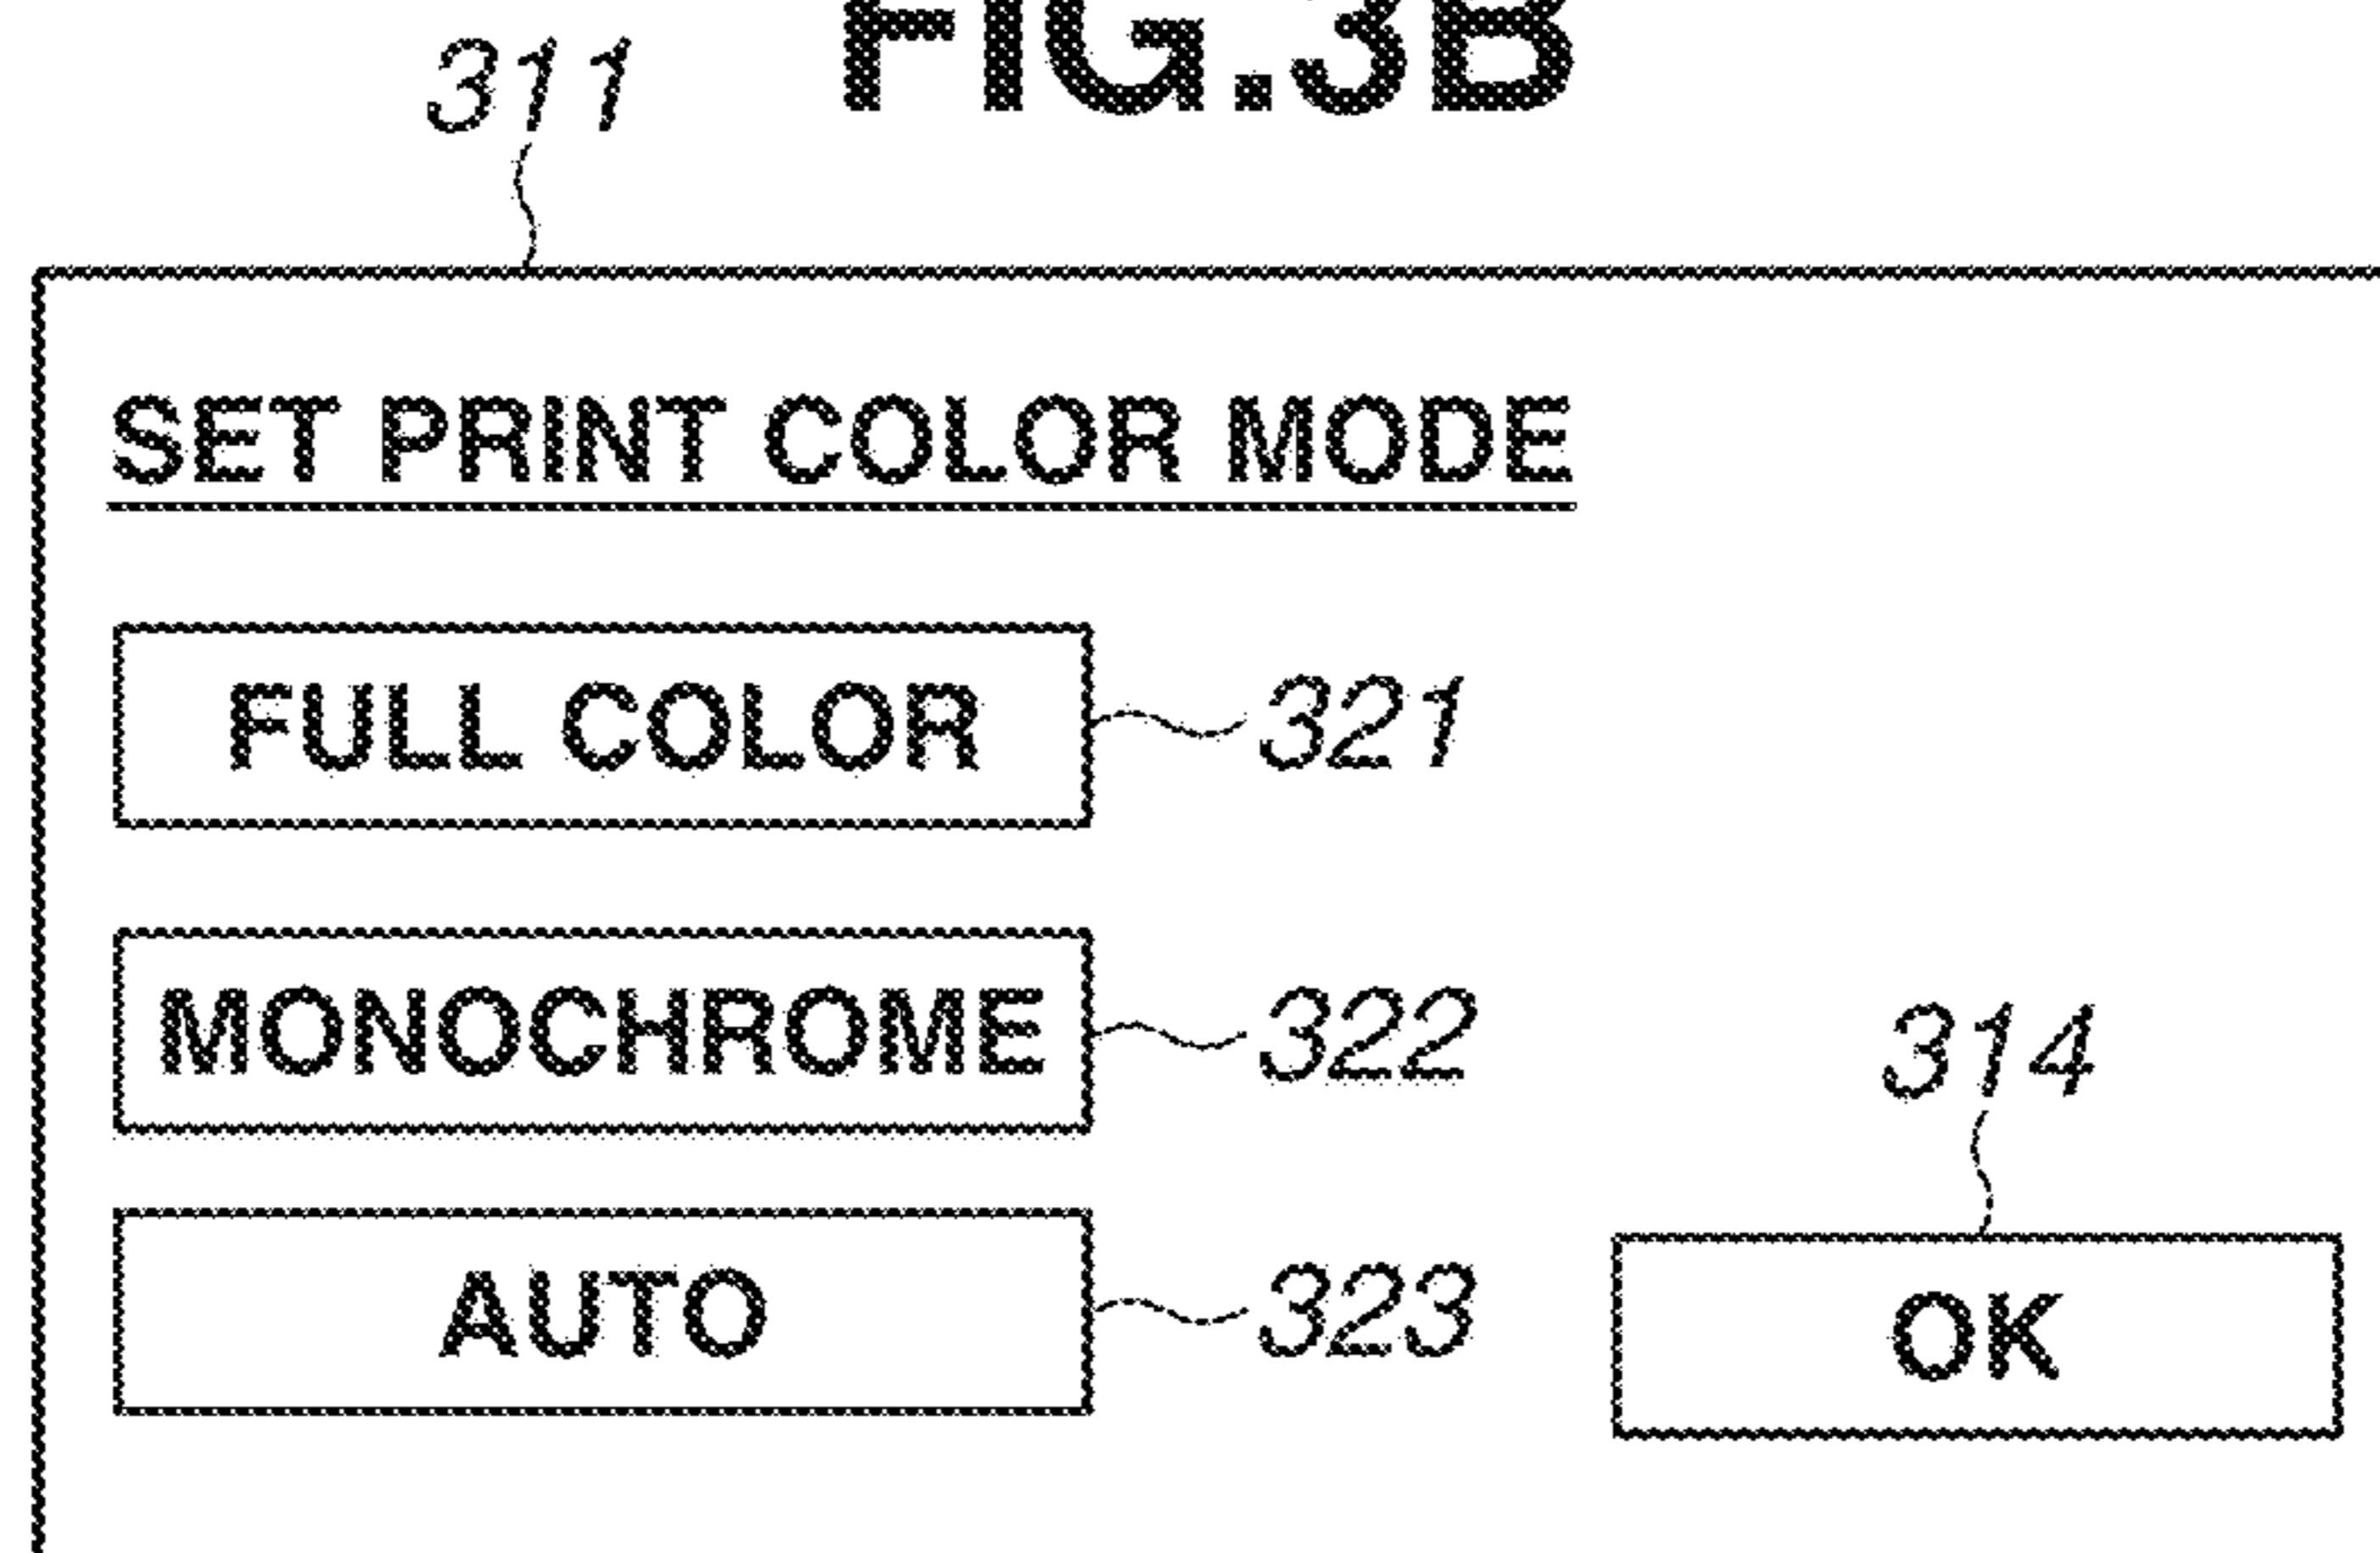 FIG.3B
311
SET PRINT COLOR MODE
FULL COLOR 321
MONOCHROME 322
314
AUTO 323
OK